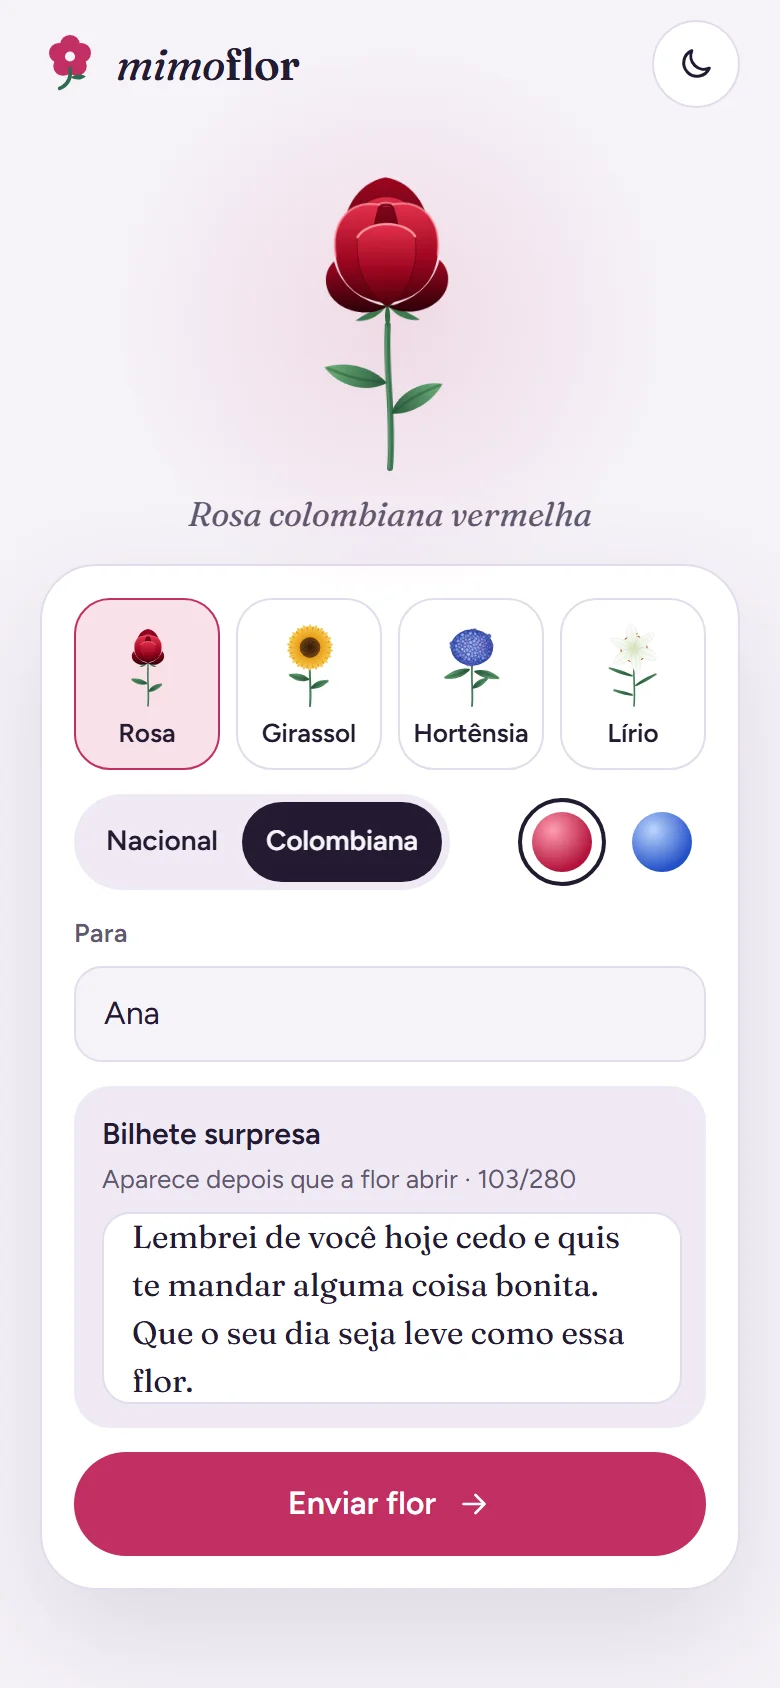 mimoflor
Rosa colombiana vermelha
Rosa
Girassol
Hortênsia
Lírio
Nacional
Colombiana
Para
Ana
Bilhete surpresa
Aparece depois que a flor abrir · 103/280
Lembrei de você hoje cedo e quis
te mandar alguma coisa bonita.
Que o seu dia seja leve como essa
flor.
Enviar flor →